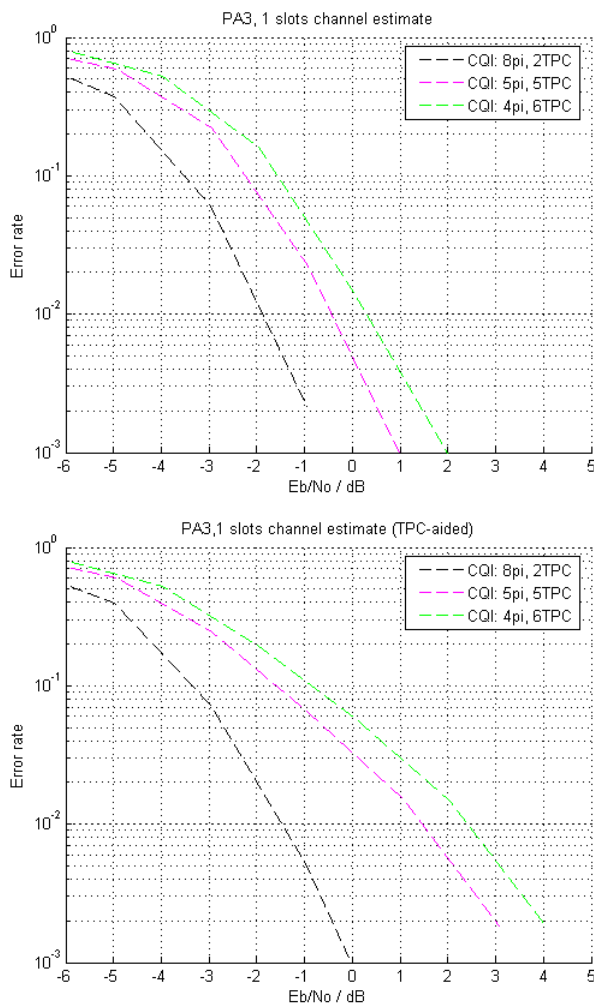 PA3, 1 slots channel estimate
10^0
10^-1
10^-2
10^-3
Error rate
CQI: 8pi, 2TPC
CQI: 5pi, 5TPC
CQI: 4pi, 6TPC
-6 -5 -4 -3 -2 -1 0 1 2 3 4 5
Eb/No / dB
PA3,1 slots channel estimate (TPC-aided)
10^0
10^-1
10^-2
10^-3
Error rate
CQI: 8pi, 2TPC
CQI: 5pi, 5TPC
CQI: 4pi, 6TPC
-6 -5 -4 -3 -2 -1 0 1 2 3 4 5
Eb/No / dB